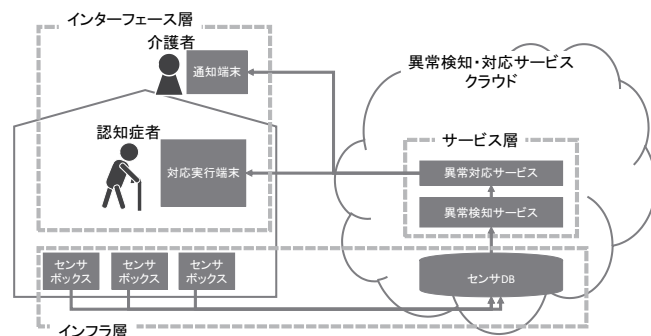 インターフェース層
介護者
通知端末
認知症者
対応実行端末
異常検知・対応サービス
クラウド
サービス層
異常対応サービス
異常検知サービス
センサ
ボックス
センサ
ボックス
センサ
ボックス
センサDB
インフラ層